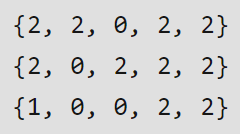 {2, 2, 0, 2, 2}
{2, 0, 2, 2, 2}
{1, 0, 0, 2, 2}